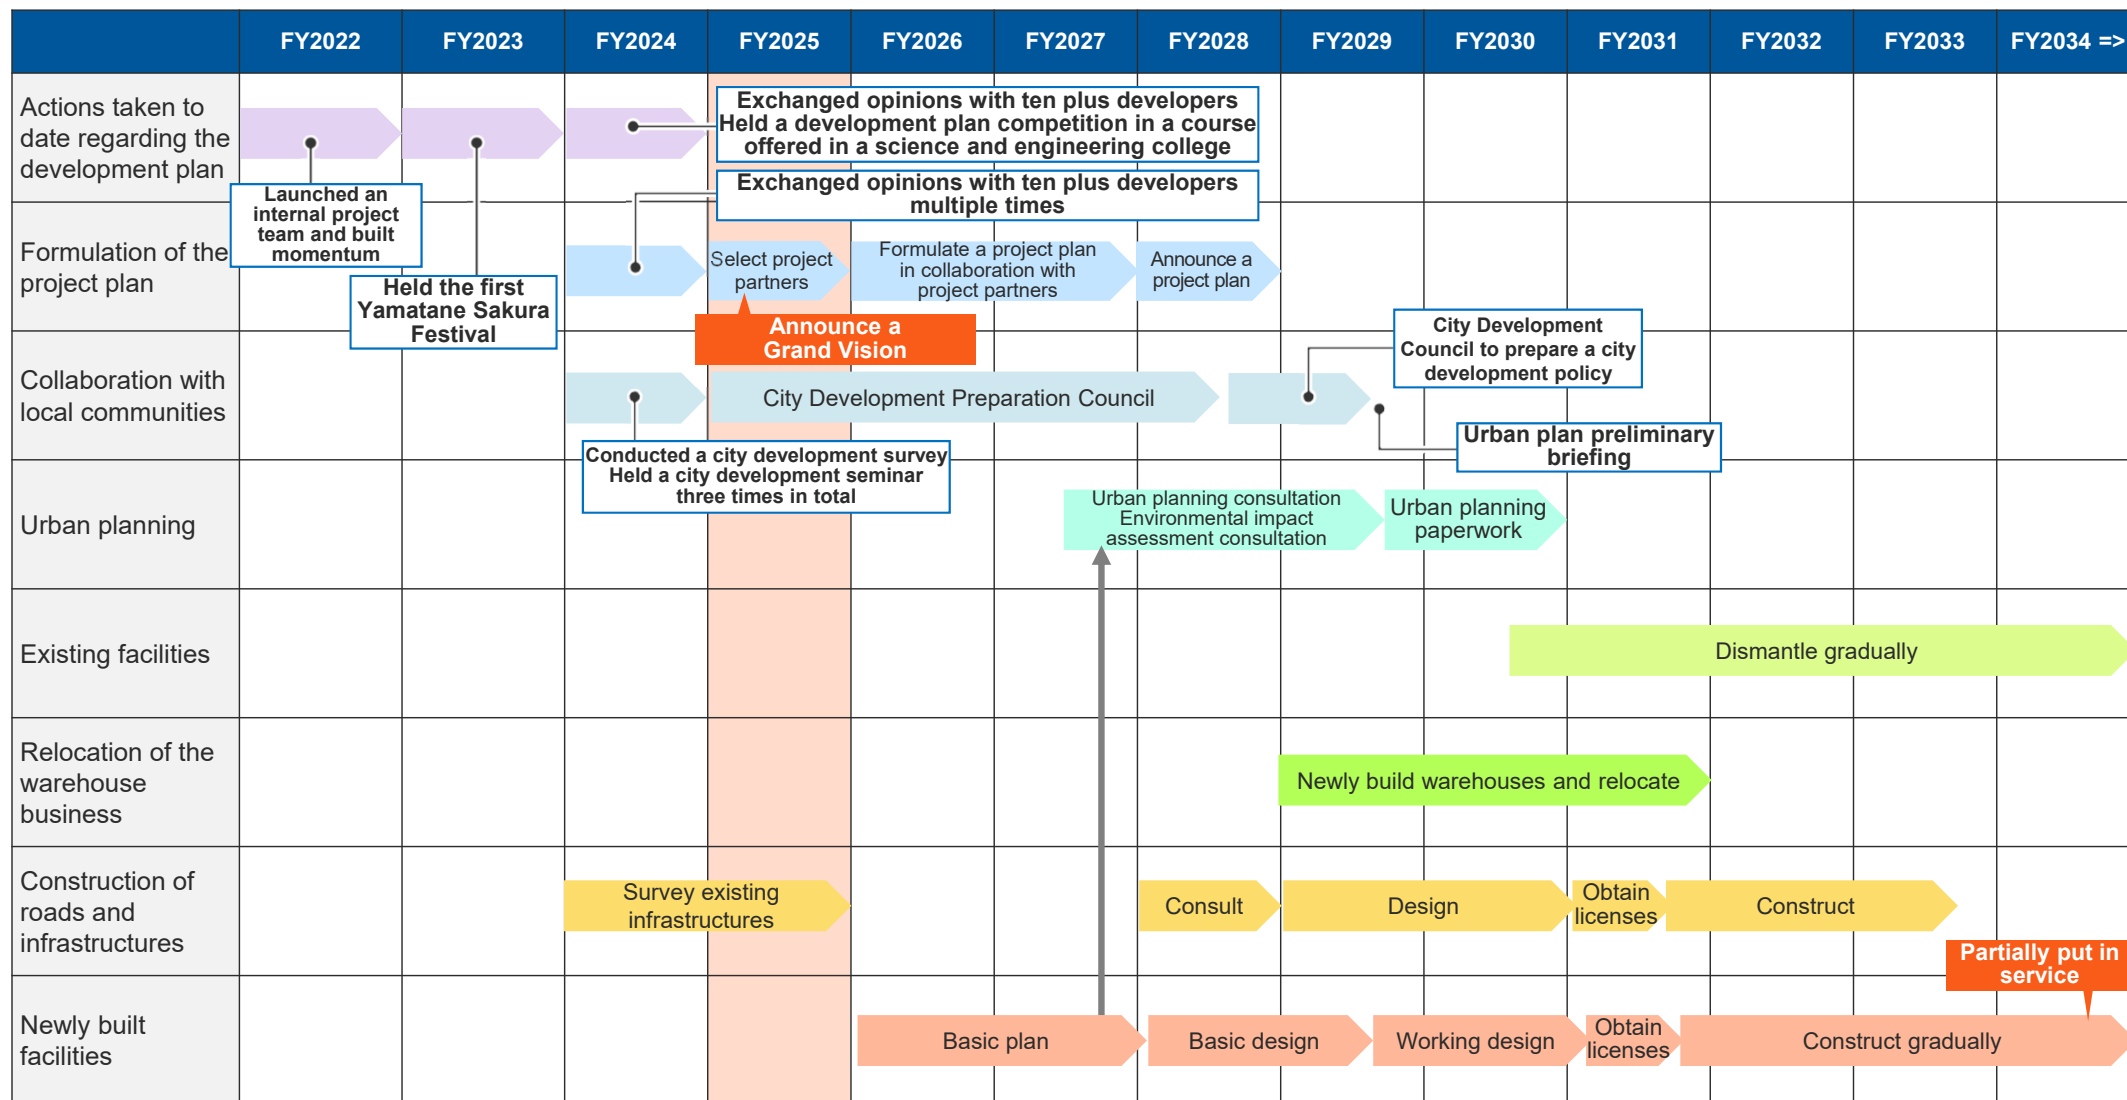 FY2022
FY2023
FY2024
FY2025
FY2026
FY2027
FY2028
FY2029
FY2030
FY2031
FY2032
FY2033
FY2034 =>
Actions taken to
date regarding the
development plan
Exchanged opinions with ten plus developers
Held a development plan competition in a course
offered in a science and engineering college
Launched an
internal project
team and built
momentum
Exchanged opinions with ten plus developers
multiple times
Formulation of the
project plan
Held the first
Yamatane Sakura
Festival
Select project
partners
Formulate a project plan
in collaboration with
project partners
Announce a
project plan
Announce a
Grand Vision
Collaboration with
local communities
City Development Preparation Council
City Development
Council to prepare a city
development policy
Conducted a city development survey
Held a city development seminar
three times in total
Urban plan preliminary
briefing
Urban planning
Urban planning consultation
Environmental impact
assessment consultation
Urban planning
paperwork
Existing facilities
Dismantle gradually
Relocation of the
warehouse
business
Newly build warehouses and relocate
Construction of
roads and
infrastructures
Survey existing
infrastructures
Consult
Design
Obtain
licenses
Construct
Partially put in
service
Newly built
facilities
Basic plan
Basic design
Working design
Obtain
licenses
Construct gradually